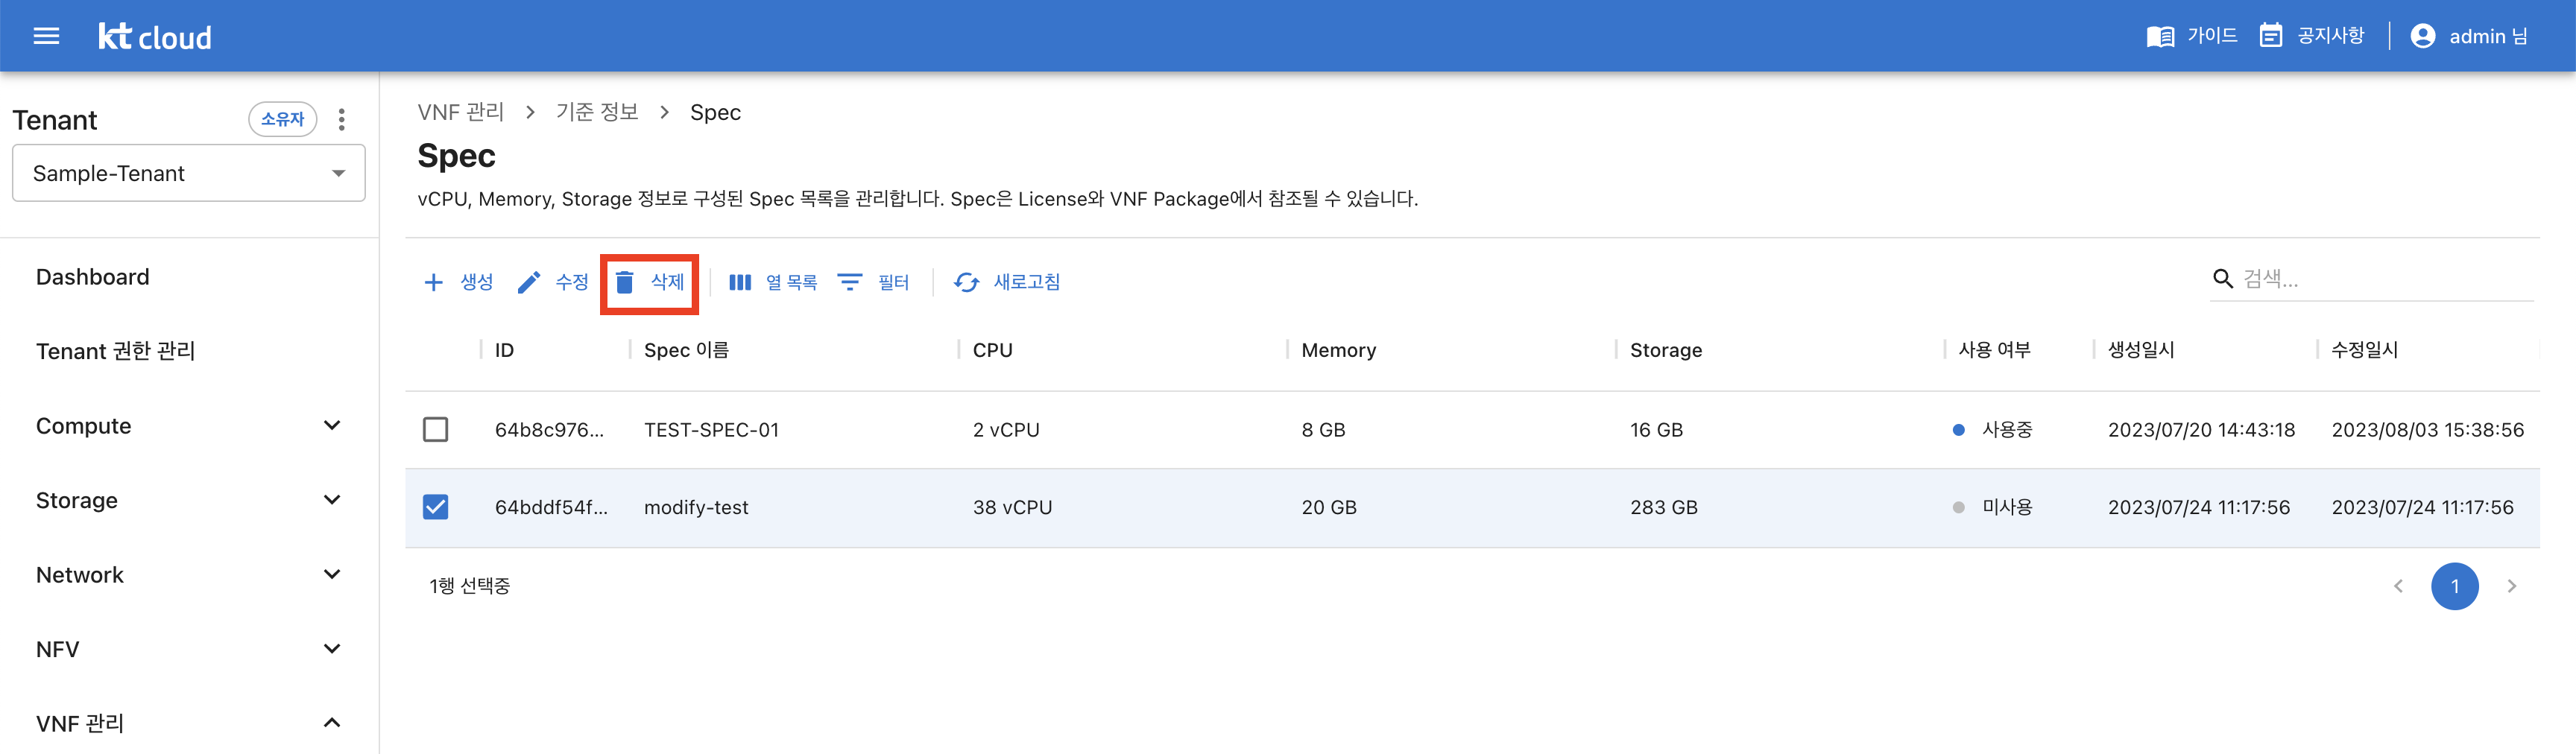 kt cloud
가이드
공지사항
admin 님
Tenant
소유자
Sample-Tenant
Dashboard
Tenant 권한 관리
Compute
Storage
Network
NFV
VNF 관리
VNF 관리 > 기준 정보 > Spec
Spec
vCPU, Memory, Storage 정보로 구성된 Spec 목록을 관리합니다. Spec은 License와 VNF Package에서 참조될 수 있습니다.
생성 수정 삭제 열 목록 필터 새로고침
검색...
ID Spec 이름 CPU Memory Storage 사용 여부 생성일시 수정일시
64b8c976... TEST-SPEC-01 2 vCPU 8 GB 16 GB 사용중 2023/07/20 14:43:18 2023/08/03 15:38:56
64bddf54f... modify-test 38 vCPU 20 GB 283 GB 미사용 2023/07/24 11:17:56 2023/07/24 11:17:56
1행 선택중
1